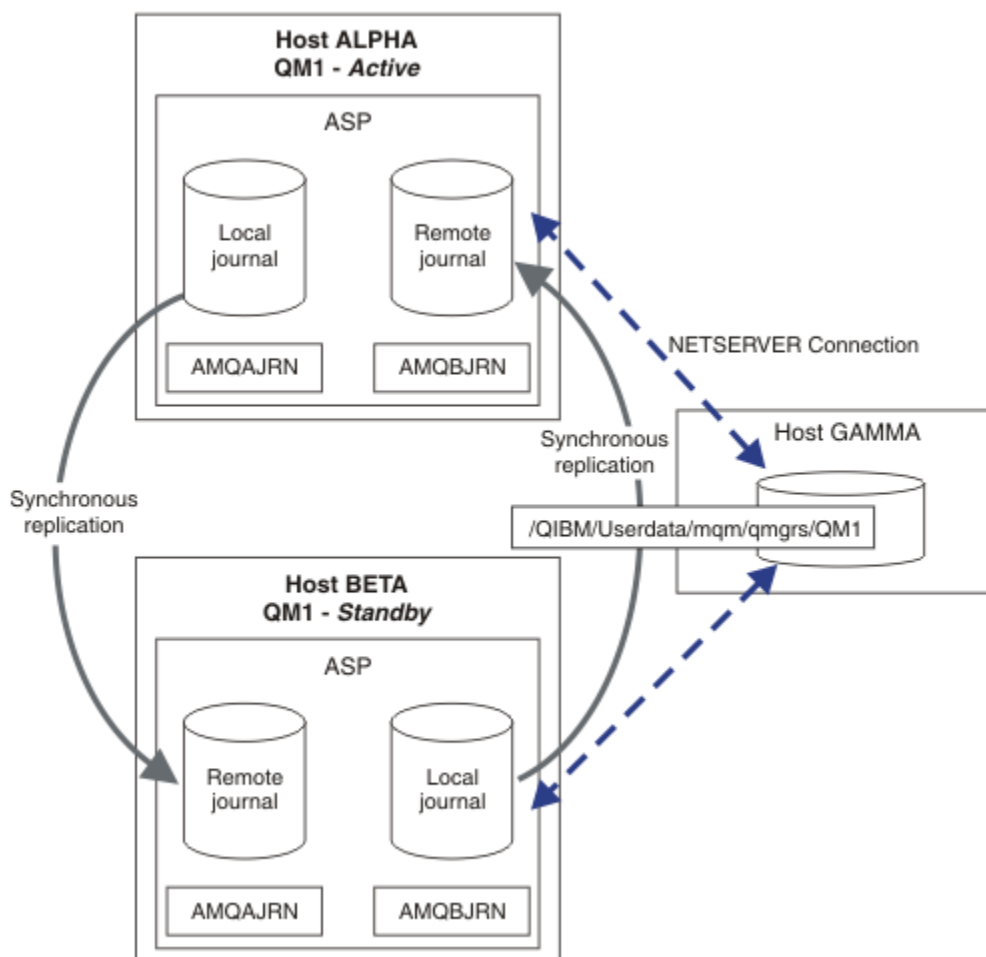 Host ALPHA
QM1 - Active
ASP
Local
journal
Remote
journal
AMQAJRN
AMQBJRN
NETSERVER Connection
Host GAMMA
/QIBM/Userdata/mqm/qmgrs/QM1
Synchronous
replication
Synchronous
replication
Host BETA
QM1 - Standby
ASP
Remote
journal
Local
journal
AMQAJRN
AMQBJRN